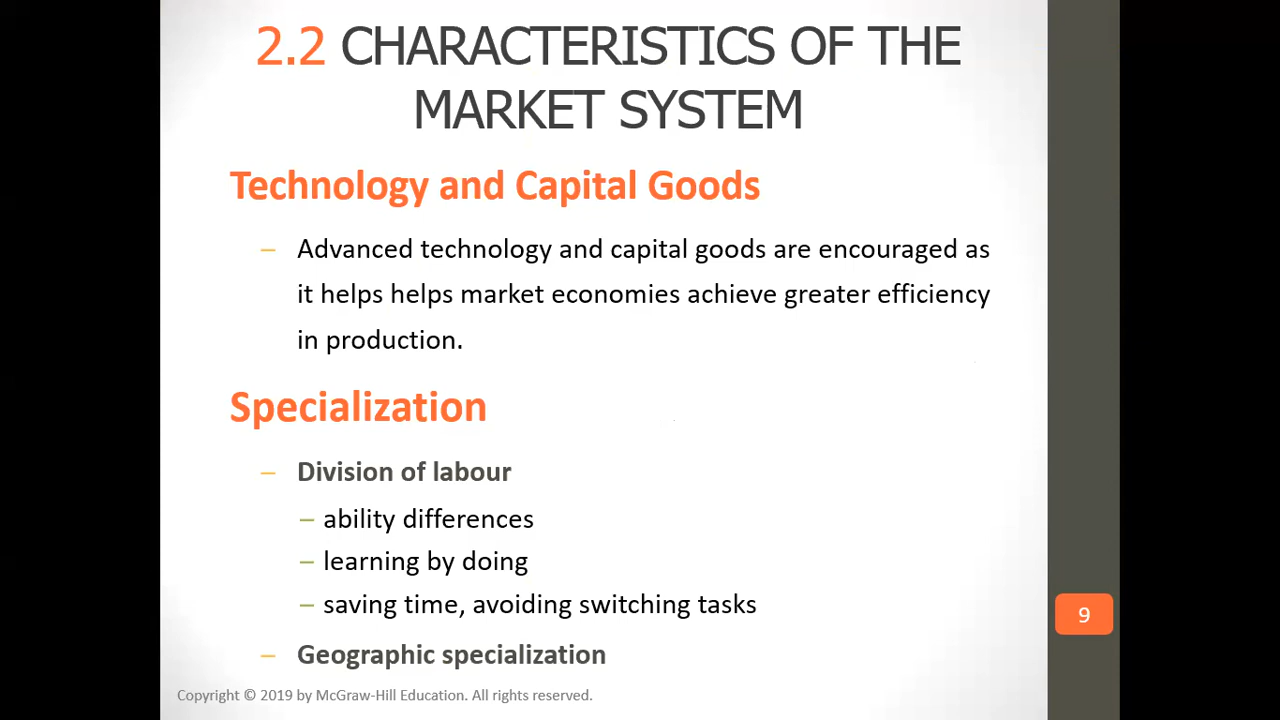 2.2 CHARACTERISTICS OF THE
MARKET SYSTEM
Technology and Capital Goods
– Advanced technology and capital goods are encouraged as
it helps helps market economies achieve greater efficiency
in production.
Specialization
– Division of labour
– ability differences
– learning by doing
– saving time, avoiding switching tasks
– Geographic specialization
9
Copyright © 2019 by McGraw-Hill Education. All rights reserved.